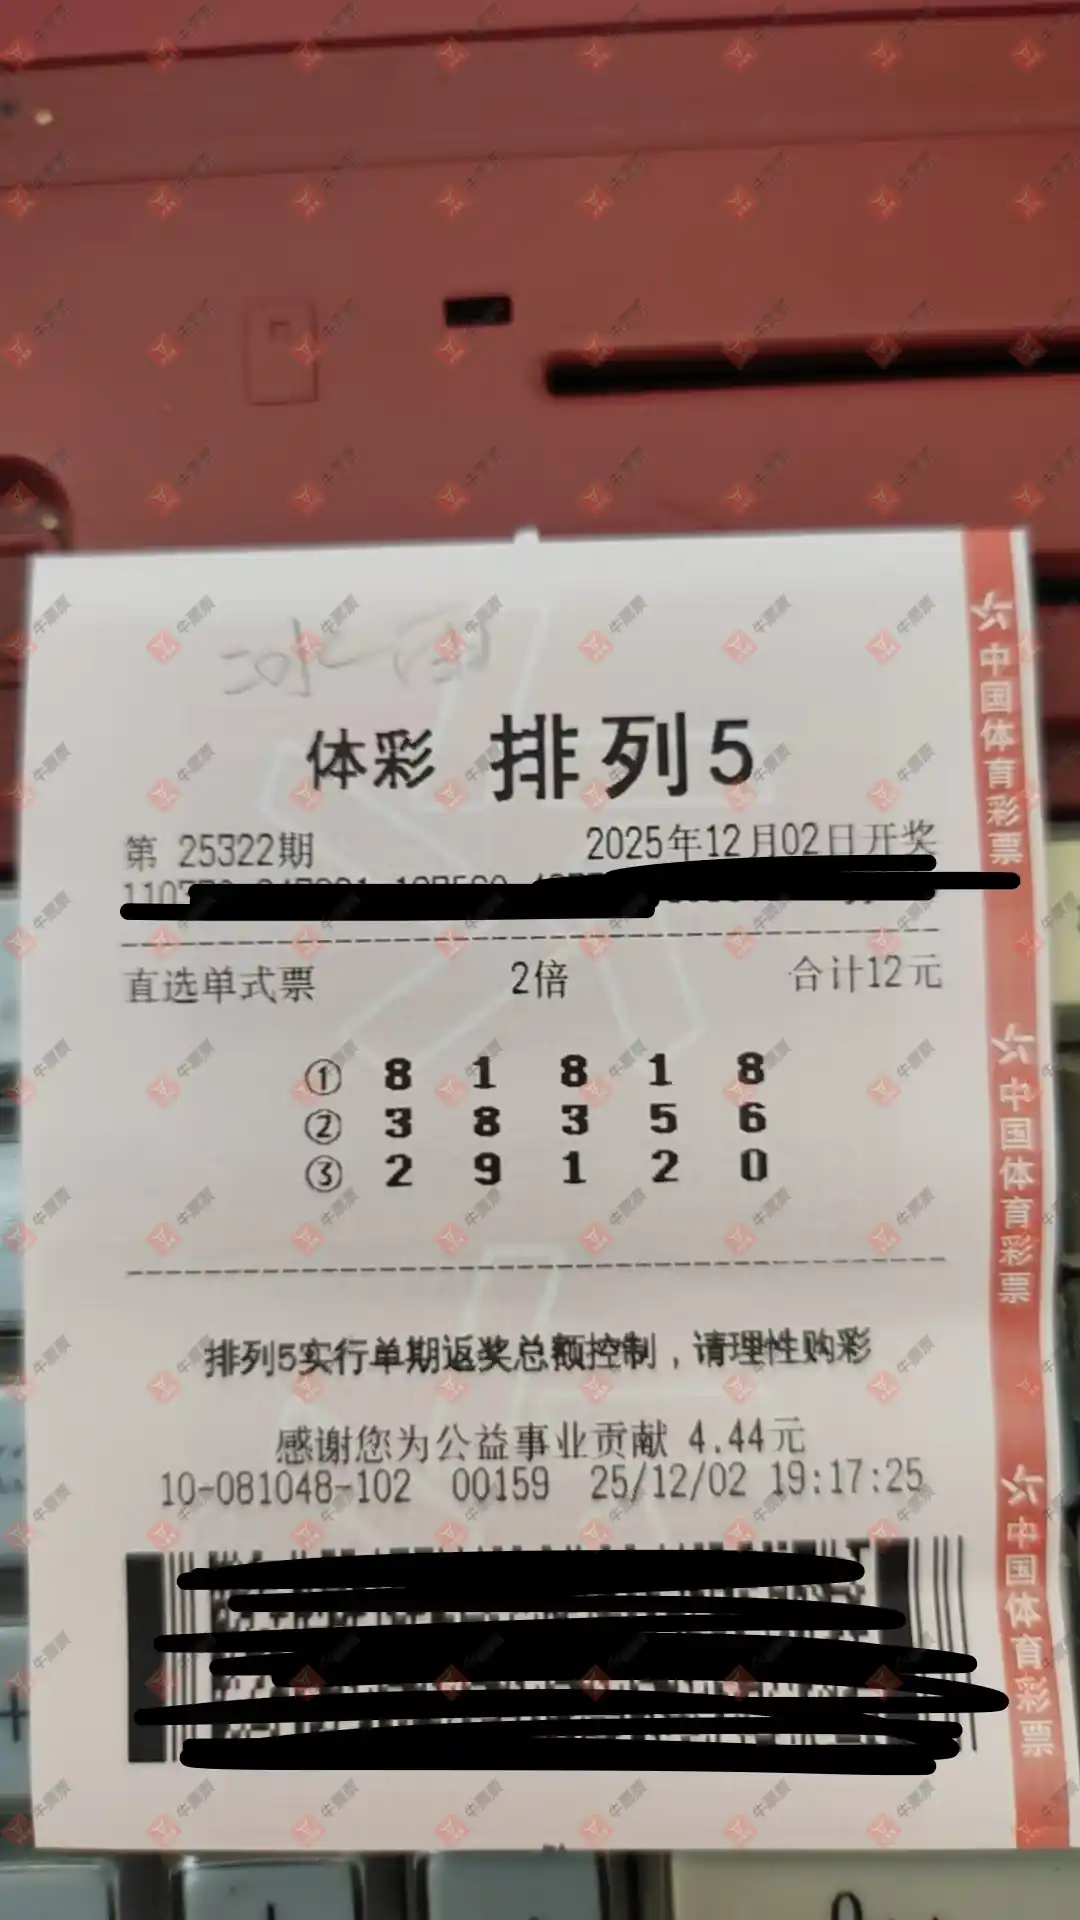 体彩 排列5
第 25322期 2025年12月02日开奖
直选单式票 2倍 合计12元
① 8 1 8 1 8
② 3 8 3 5 6
③ 2 9 1 2 0
排列5实行单期返奖总额控制，请理性购彩
感谢您为公益事业贡献 4.44元
10-081048-102 00159 25/12/02 19:17:25
中国体育彩票
中国体育彩票
中国体育彩票
牛票票